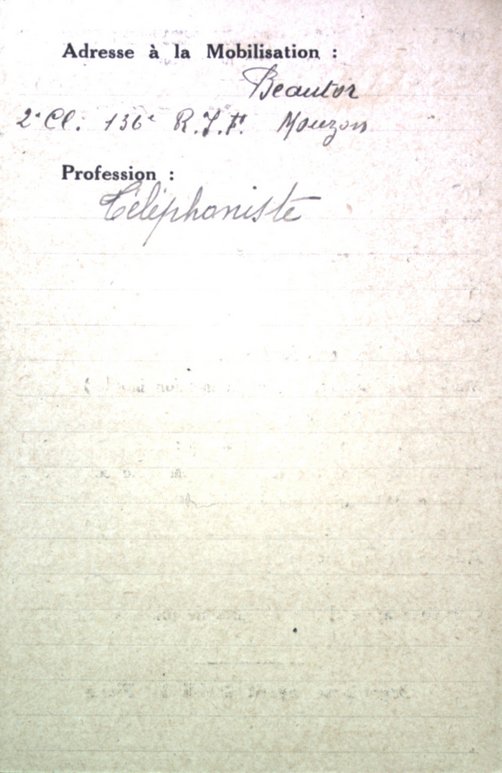 Adresse à la Mobilisation :
Beautor
2e Cl. 136e R.I.F. Mouzon
Profession :
Téléphoniste